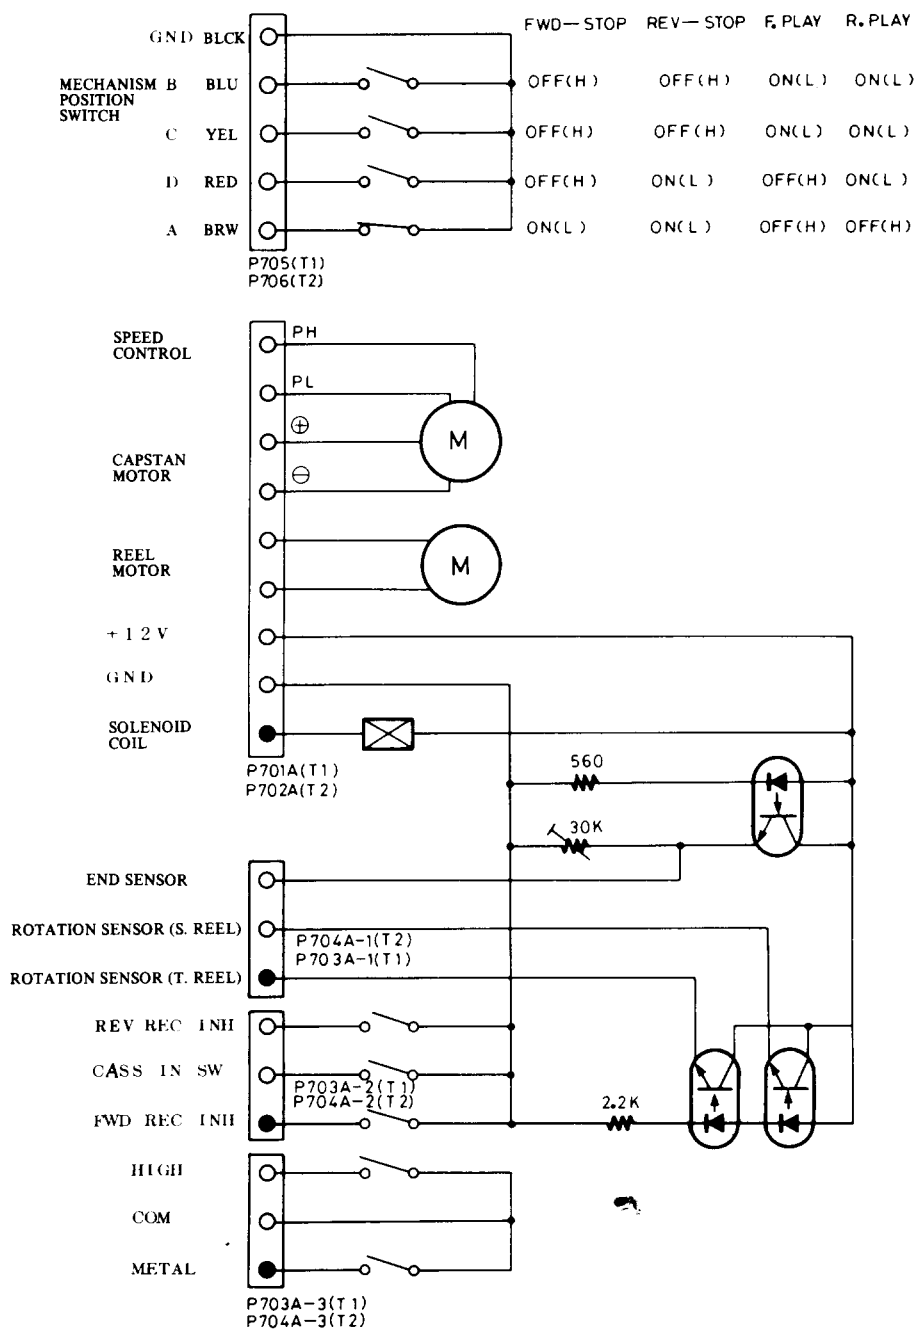 FWD—STOP REV—STOP F. PLAY R. PLAY
GND BLCK
MECHANISM POSITION SWITCH B BLU OFF(H) OFF(H) ON(L) ON(L)
C YEL OFF(H) OFF(H) ON(L) ON(L)
D RED OFF(H) ON(L) OFF(H) ON(L)
A BRW ON(L) ON(L) OFF(H) OFF(H)
P705(T1)
P706(T2)
SPEED
CONTROL
PH
PL
⊕
CAPSTAN
MOTOR
⊖
M
REEL
MOTOR
M
+12V
GND
SOLENOID
COIL
P701A(T1)
P702A(T2)
560
30K
END SENSOR
ROTATION SENSOR (S. REEL)
P704A-1(T2)
P703A-1(T1)
ROTATION SENSOR (T. REEL)
REV REC INH
CASS IN SW
P703A-2(T1)
P704A-2(T2)
FWD REC INH
2.2K
HIGH
COM
METAL
P703A-3(T1)
P704A-3(T2)